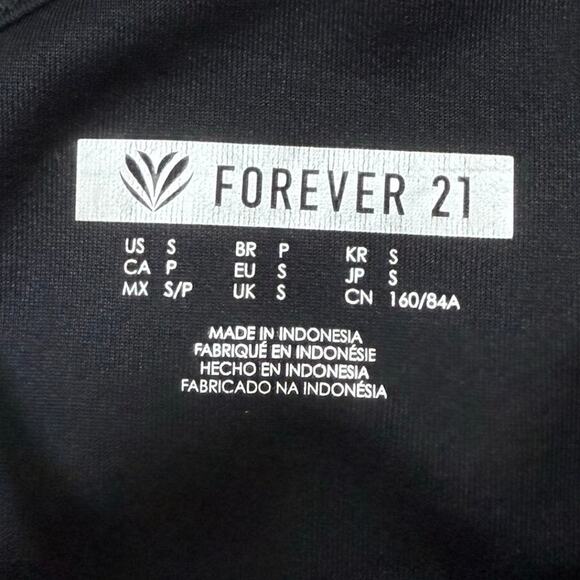 FOREVER 21
US S BR P KR S
CA P EU S JP S
MX S/P UK S CN 160/84A
MADE IN INDONESIA
FABRIQUÉ EN INDONÉSIE
HECHO EN INDONESIA
FABRICADO NA INDONÉSIA